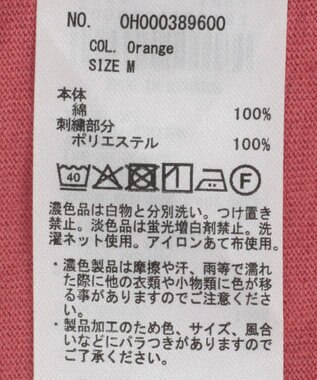 NO. OH000389600
COL. Orange
SIZE M
本体
綿 100%
刺繍部分
ポリエステル 100%
40
F
濃色品は白物と分別洗い。つけ置き
禁止。淡色品は蛍光増白剤禁止。洗
濯ネット使用。アイロンあて布使用。
・濃色製品は摩擦や汗、雨等で濡れ
た際に他の衣類や小物類に色が移
る事がありますのでご注意くださ
い。
・製品加工のため色、サイズ、風合
いなどにバラつきがありますので
ご了承ください。